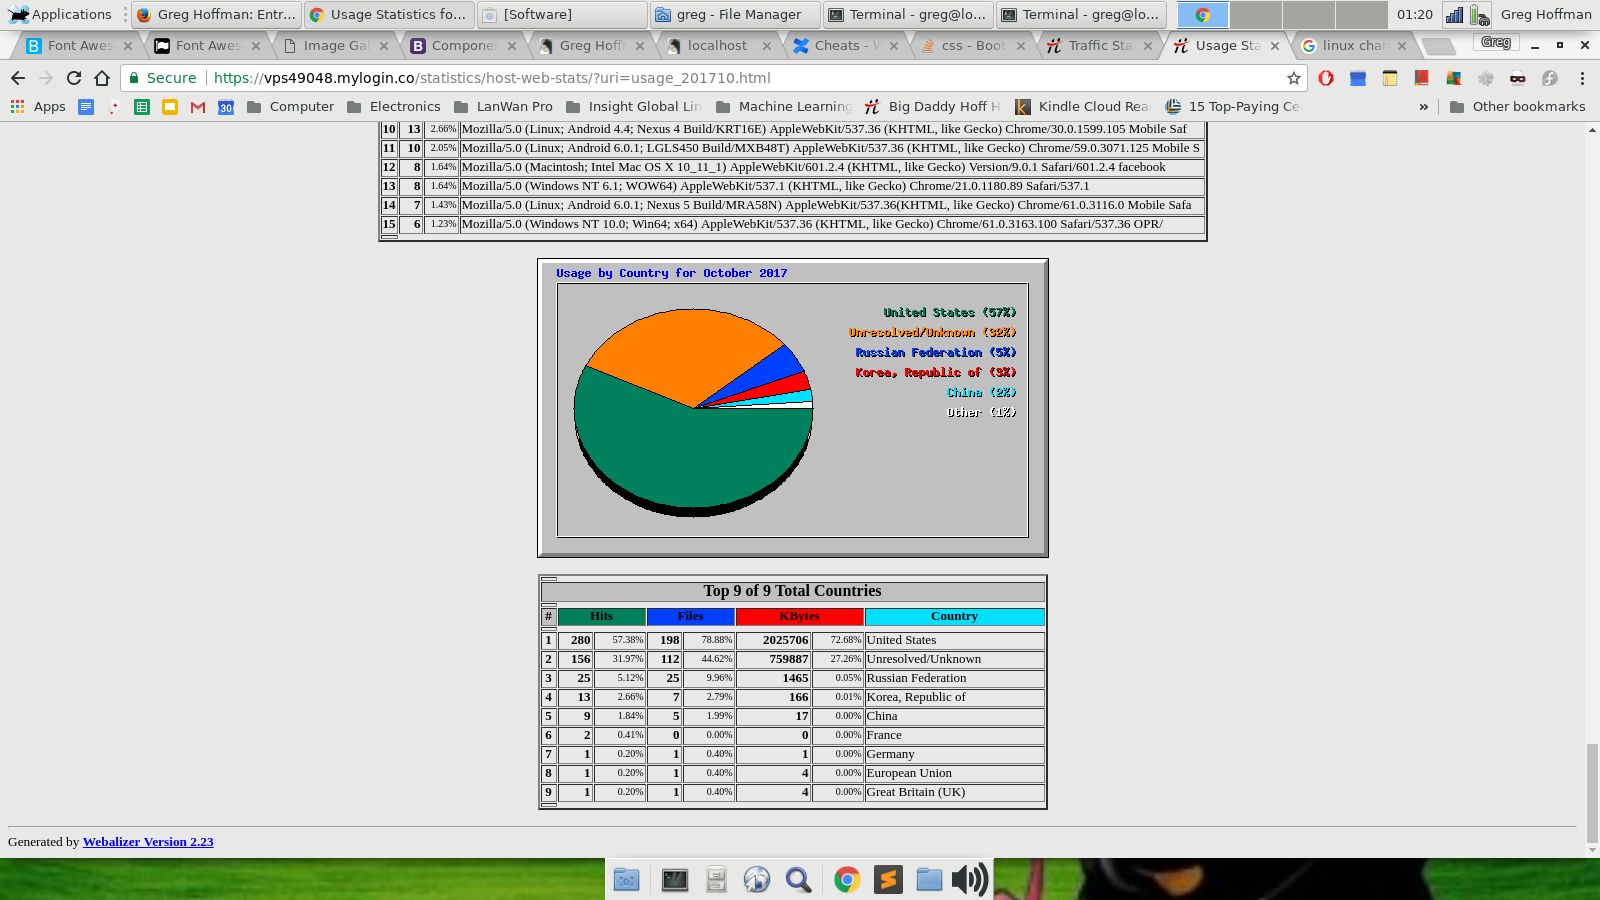 Applications
Greg Hoffman: Entr...
Usage Statistics fo...
[Software]
greg - File Manager
Terminal - greg@lo...
Terminal - greg@lo...
01:20
Greg Hoffman
Font Awes
Font Awes
Image Gal
Componen
Greg Hoffm
localhost
Cheats - W
css - Boot
Traffic Sta
Usage Sta
linux chan
Greg
Secure
https://vps49048.mylogin.co/statistics/host-web-stats/?uri=usage_201710.html
Apps
30
Computer
Electronics
LanWan Pro
Insight Global Lin
Machine Learning
Big Daddy Hoff H
Kindle Cloud Rea
15 Top-Paying Ce
»
Other bookmarks
10 13 2.66% Mozilla/5.0 (Linux; Android 4.4; Nexus 4 Build/KRT16E) AppleWebKit/537.36 (KHTML, like Gecko) Chrome/30.0.1599.105 Mobile Saf
11 10 2.05% Mozilla/5.0 (Linux; Android 6.0.1; LGLS450 Build/MXB48T) AppleWebKit/537.36 (KHTML, like Gecko) Chrome/59.0.3071.125 Mobile S
12 8 1.64% Mozilla/5.0 (Macintosh; Intel Mac OS X 10_11_1) AppleWebKit/601.2.4 (KHTML, like Gecko) Version/9.0.1 Safari/601.2.4 facebook
13 8 1.64% Mozilla/5.0 (Windows NT 6.1; WOW64) AppleWebKit/537.1 (KHTML, like Gecko) Chrome/21.0.1180.89 Safari/537.1
14 7 1.43% Mozilla/5.0 (Linux; Android 6.0.1; Nexus 5 Build/MRA58N) AppleWebKit/537.36(KHTML, like Gecko) Chrome/61.0.3116.0 Mobile Safa
15 6 1.23% Mozilla/5.0 (Windows NT 10.0; Win64; x64) AppleWebKit/537.36 (KHTML, like Gecko) Chrome/61.0.3163.100 Safari/537.36 OPR/
Usage by Country for October 2017
United States (57%)
Unresolved/Unknown (32%)
Russian Federation (5%)
Korea, Republic of (3%)
China (2%)
Other (1%)
Top 9 of 9 Total Countries
# Hits Files KBytes Country
1 280 57.38% 198 78.88% 2025706 72.68% United States
2 156 31.97% 112 44.62% 759887 27.26% Unresolved/Unknown
3 25 5.12% 25 9.96% 1465 0.05% Russian Federation
4 13 2.66% 7 2.79% 166 0.01% Korea, Republic of
5 9 1.84% 5 1.99% 17 0.00% China
6 2 0.41% 0 0.00% 0 0.00% France
7 1 0.20% 1 0.40% 1 0.00% Germany
8 1 0.20% 1 0.40% 4 0.00% European Union
9 1 0.20% 1 0.40% 4 0.00% Great Britain (UK)
Generated by Webalizer Version 2.23